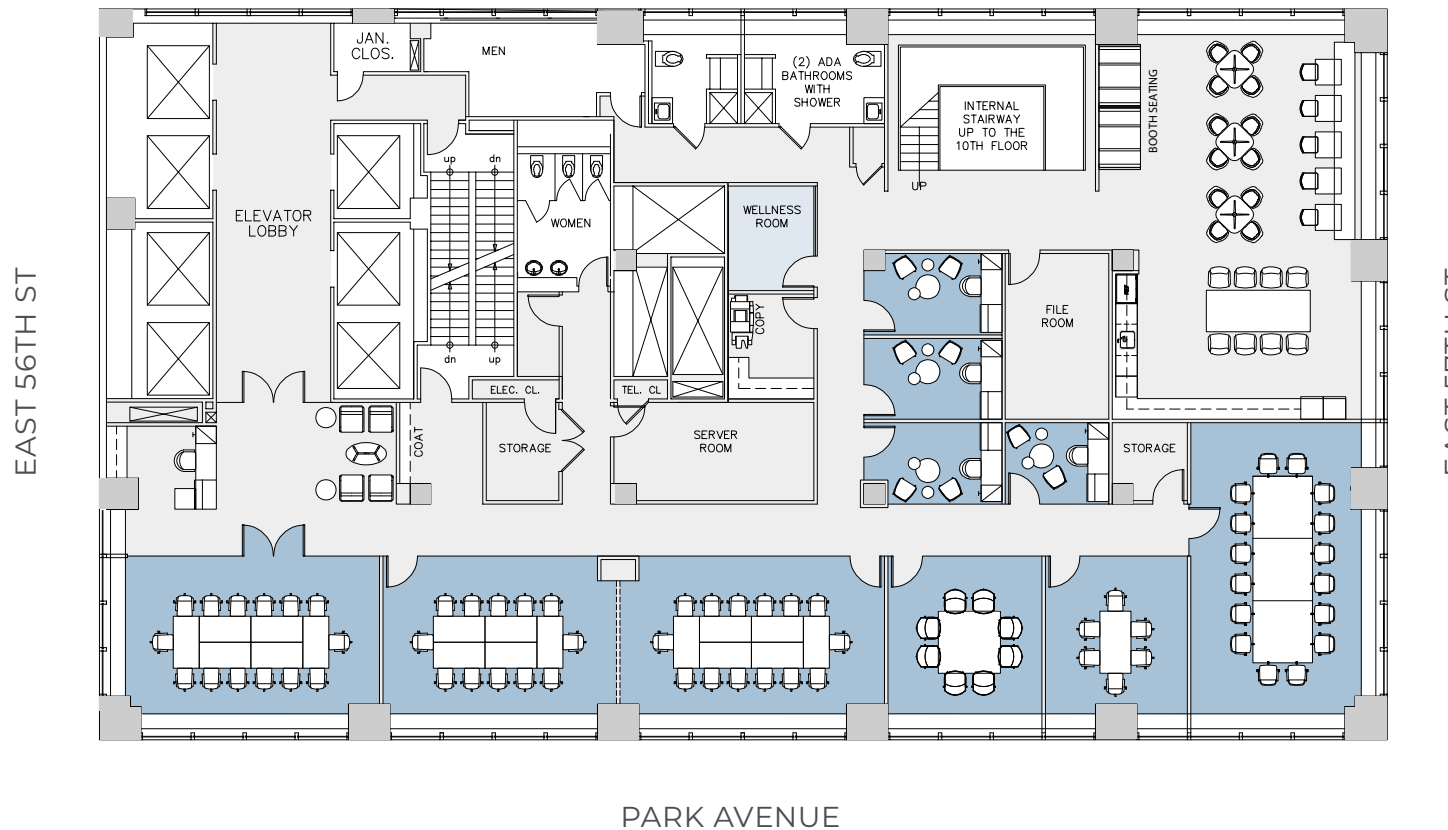 JAN.
CLOS.
MEN
(2) ADA
BATHROOMS
WITH
SHOWER
INTERNAL
STAIRWAY
UP TO THE
10TH FLOOR
UP
BOOTH SEATING
ELEVATOR
LOBBY
up
dn
WOMEN
WELLNESS
ROOM
COPY
FILE
ROOM
dn
up
ELEC. CL.
TEL. CL
COAT
STORAGE
SERVER
ROOM
STORAGE
EAST 56TH ST
PARK AVENUE